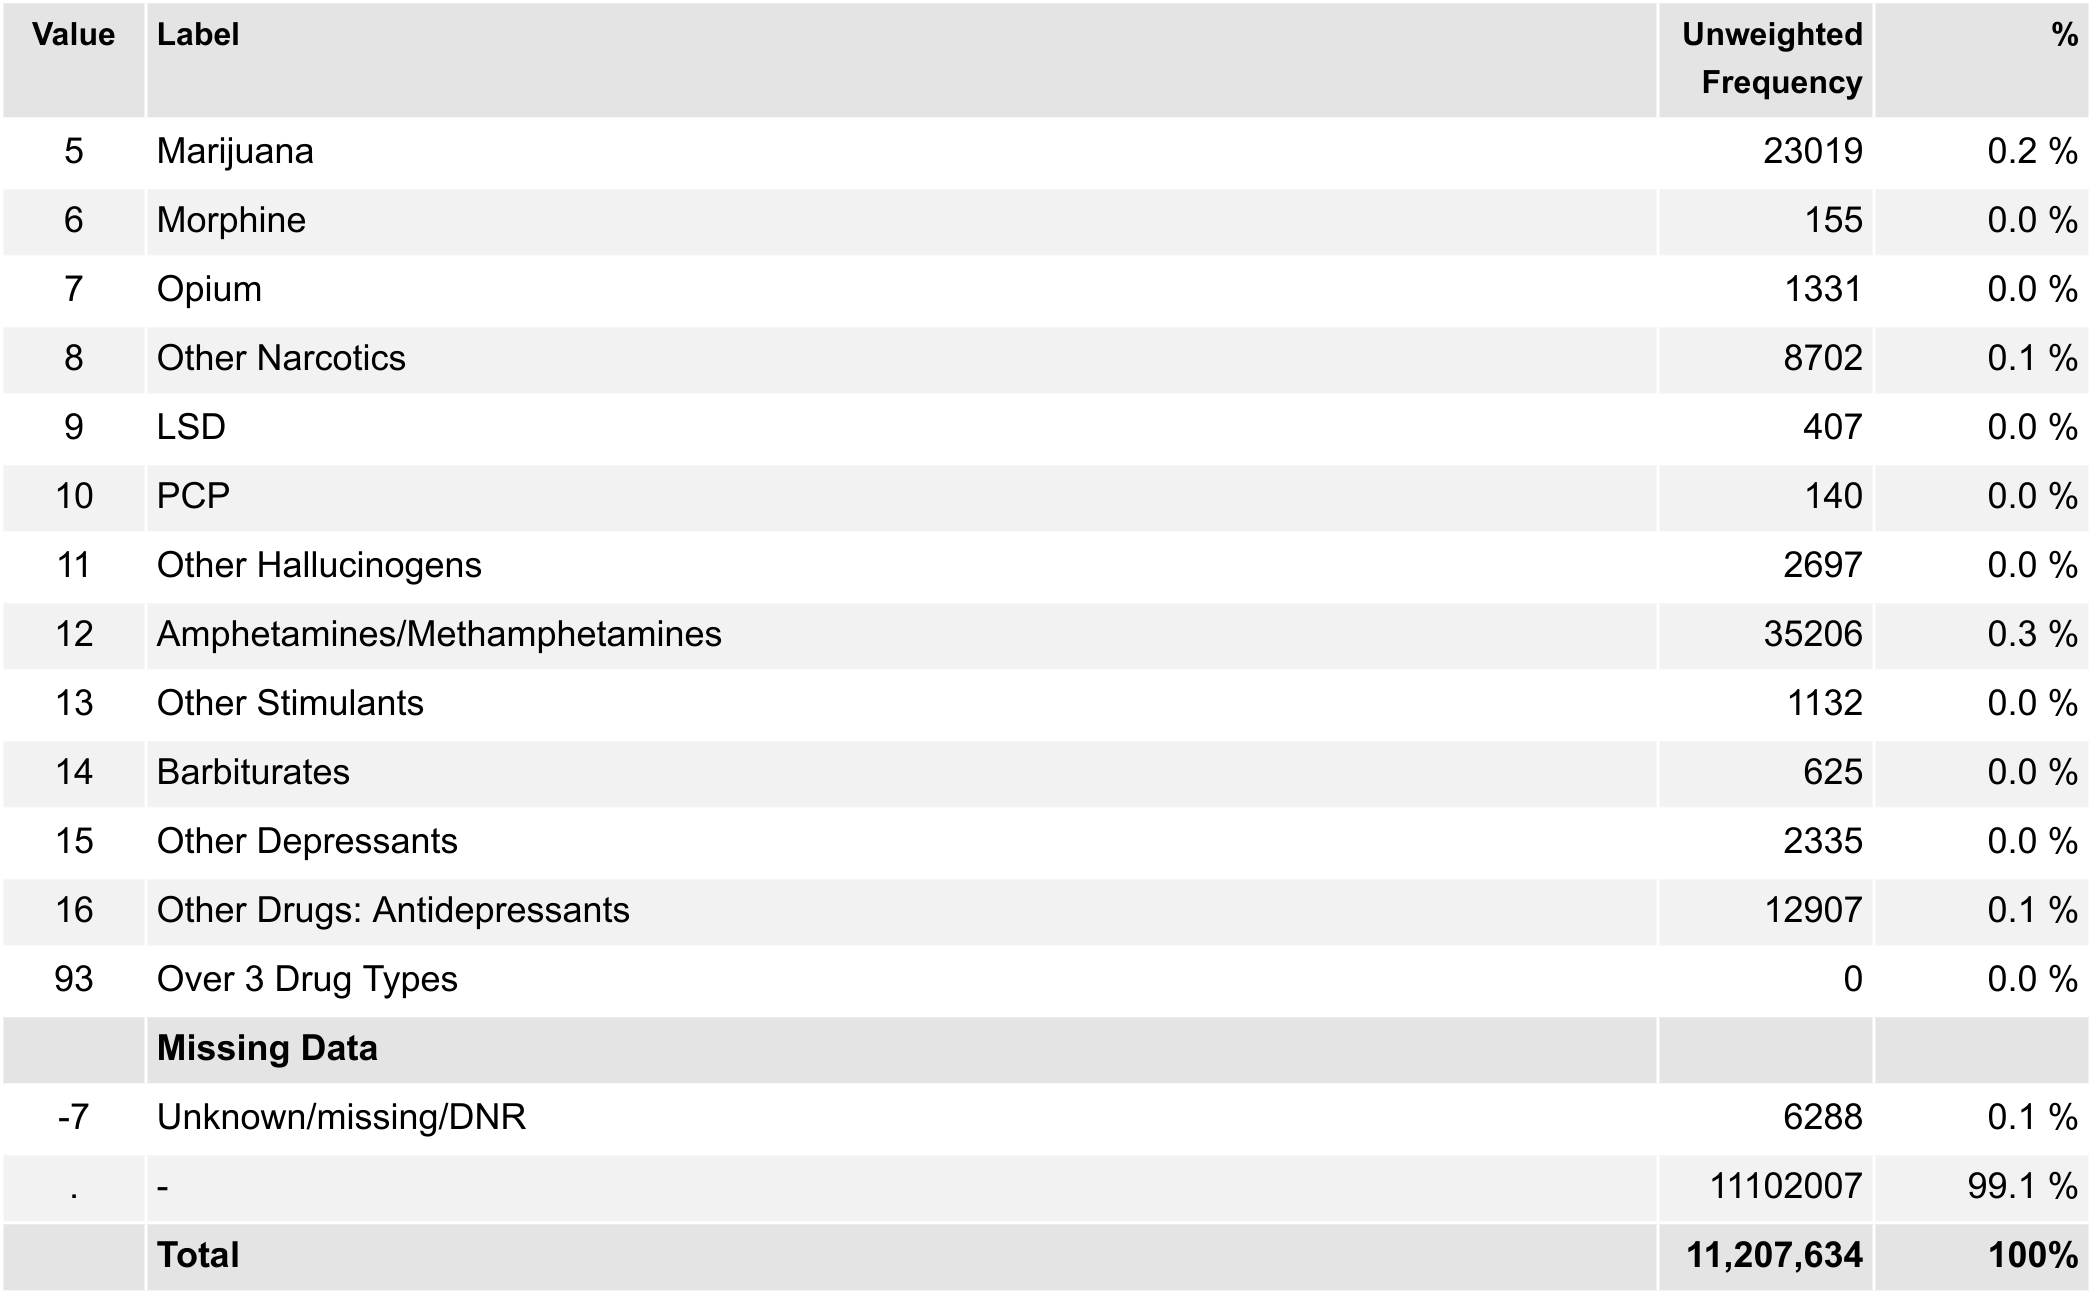 Value Label Unweighted Frequency %
5 Marijuana 23019 0.2 %
6 Morphine 155 0.0 %
7 Opium 1331 0.0 %
8 Other Narcotics 8702 0.1 %
9 LSD 407 0.0 %
10 PCP 140 0.0 %
11 Other Hallucinogens 2697 0.0 %
12 Amphetamines/Methamphetamines 35206 0.3 %
13 Other Stimulants 1132 0.0 %
14 Barbiturates 625 0.0 %
15 Other Depressants 2335 0.0 %
16 Other Drugs: Antidepressants 12907 0.1 %
93 Over 3 Drug Types 0 0.0 %
Missing Data
-7 Unknown/missing/DNR 6288 0.1 %
. - 11102007 99.1 %
Total 11,207,634 100%